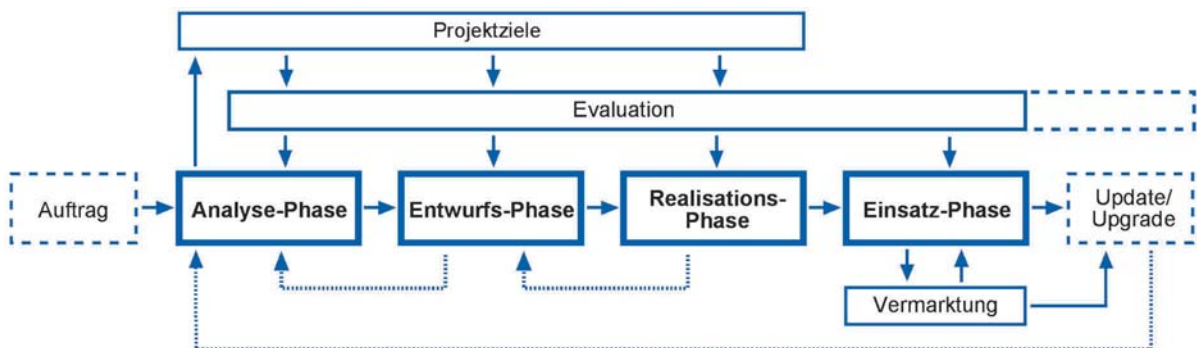 Projektziele
Evaluation
Auftrag
Analyse-Phase
Entwurfs-Phase
Realisations-
Phase
Einsatz-Phase
Update/
Upgrade
Vermarktung